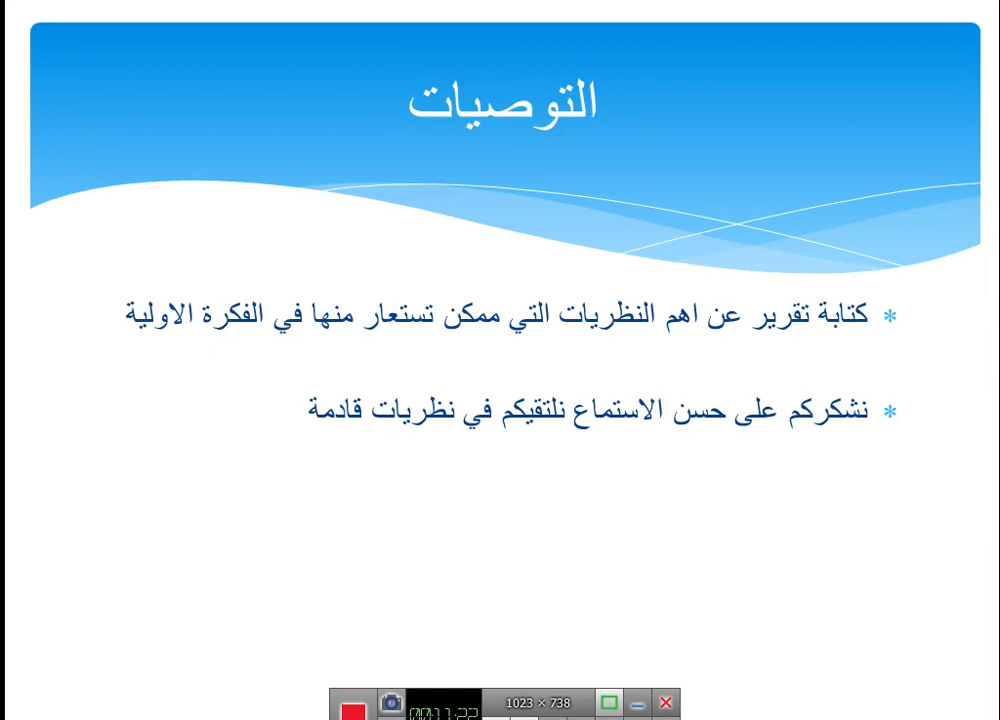 التوصيات
كتابة تقرير عن اهم النظريات التي ممكن تستعار منها في الفكرة الاولية
نشكركم على حسن الاستماع نلتقيكم في نظريات قادمة
1023 × 738